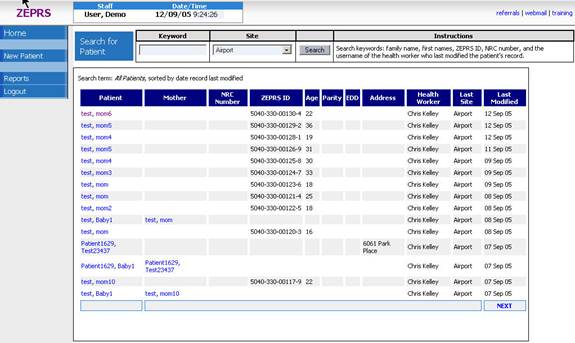 ZEPRS
Staff Date/Time
User, Demo 12/09/05 9:24:26
referrals | webmail | training
Home
New Patient
Reports
Logout
Search for Patient
Keyword Site Instructions
Airport Search Search keywords: family name, first names, ZEPRS ID, NRC number, and the
username of the health worker who last modified the patient's record.
Search term: All Patients, sorted by date record last modified
Patient Mother NRC Number ZEPRS ID Age Parity EDD Address Health Worker Last Site Last Modified
test, mom6 5040-330-00130-4 22 Chris Kelley Airport 12 Sep 05
test, mom5 5040-330-00129-2 36 Chris Kelley Airport 12 Sep 05
test, mom4 5040-330-00128-1 19 Chris Kelley Airport 12 Sep 05
test, mom5 5040-330-00126-9 31 Chris Kelley Airport 11 Sep 05
test, mom4 5040-330-00125-8 30 Chris Kelley Airport 09 Sep 05
test, mom3 5040-330-00124-7 33 Chris Kelley Airport 09 Sep 05
test, mom 5040-330-00123-6 18 Chris Kelley Airport 09 Sep 05
test, mom 5040-330-00121-4 25 Chris Kelley Airport 08 Sep 05
test, mom2 5040-330-00122-5 18 Chris Kelley Airport 08 Sep 05
test, Baby1 test, mom Chris Kelley Airport 08 Sep 05
test, mom 5040-330-00120-3 16 Chris Kelley Airport 08 Sep 05
Patient1629, Test23437 6061 Park Place Chris Kelley Airport 07 Sep 05
Patient1629, Baby1 Patient1629, Test23437 Chris Kelley Airport 07 Sep 05
test, mom10 5040-330-00117-9 22 Chris Kelley Airport 07 Sep 05
test, Baby1 test, mom10 Chris Kelley Airport 07 Sep 05
NEXT